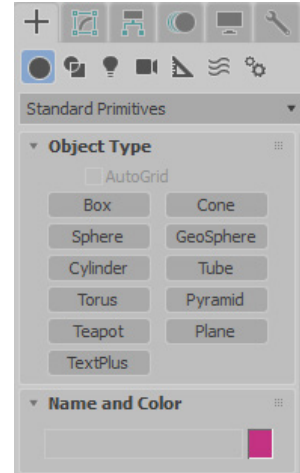 Standard Primitives
Object Type
AutoGrid
Box Cone
Sphere GeoSphere
Cylinder Tube
Torus Pyramid
Teapot Plane
TextPlus
Name and Color